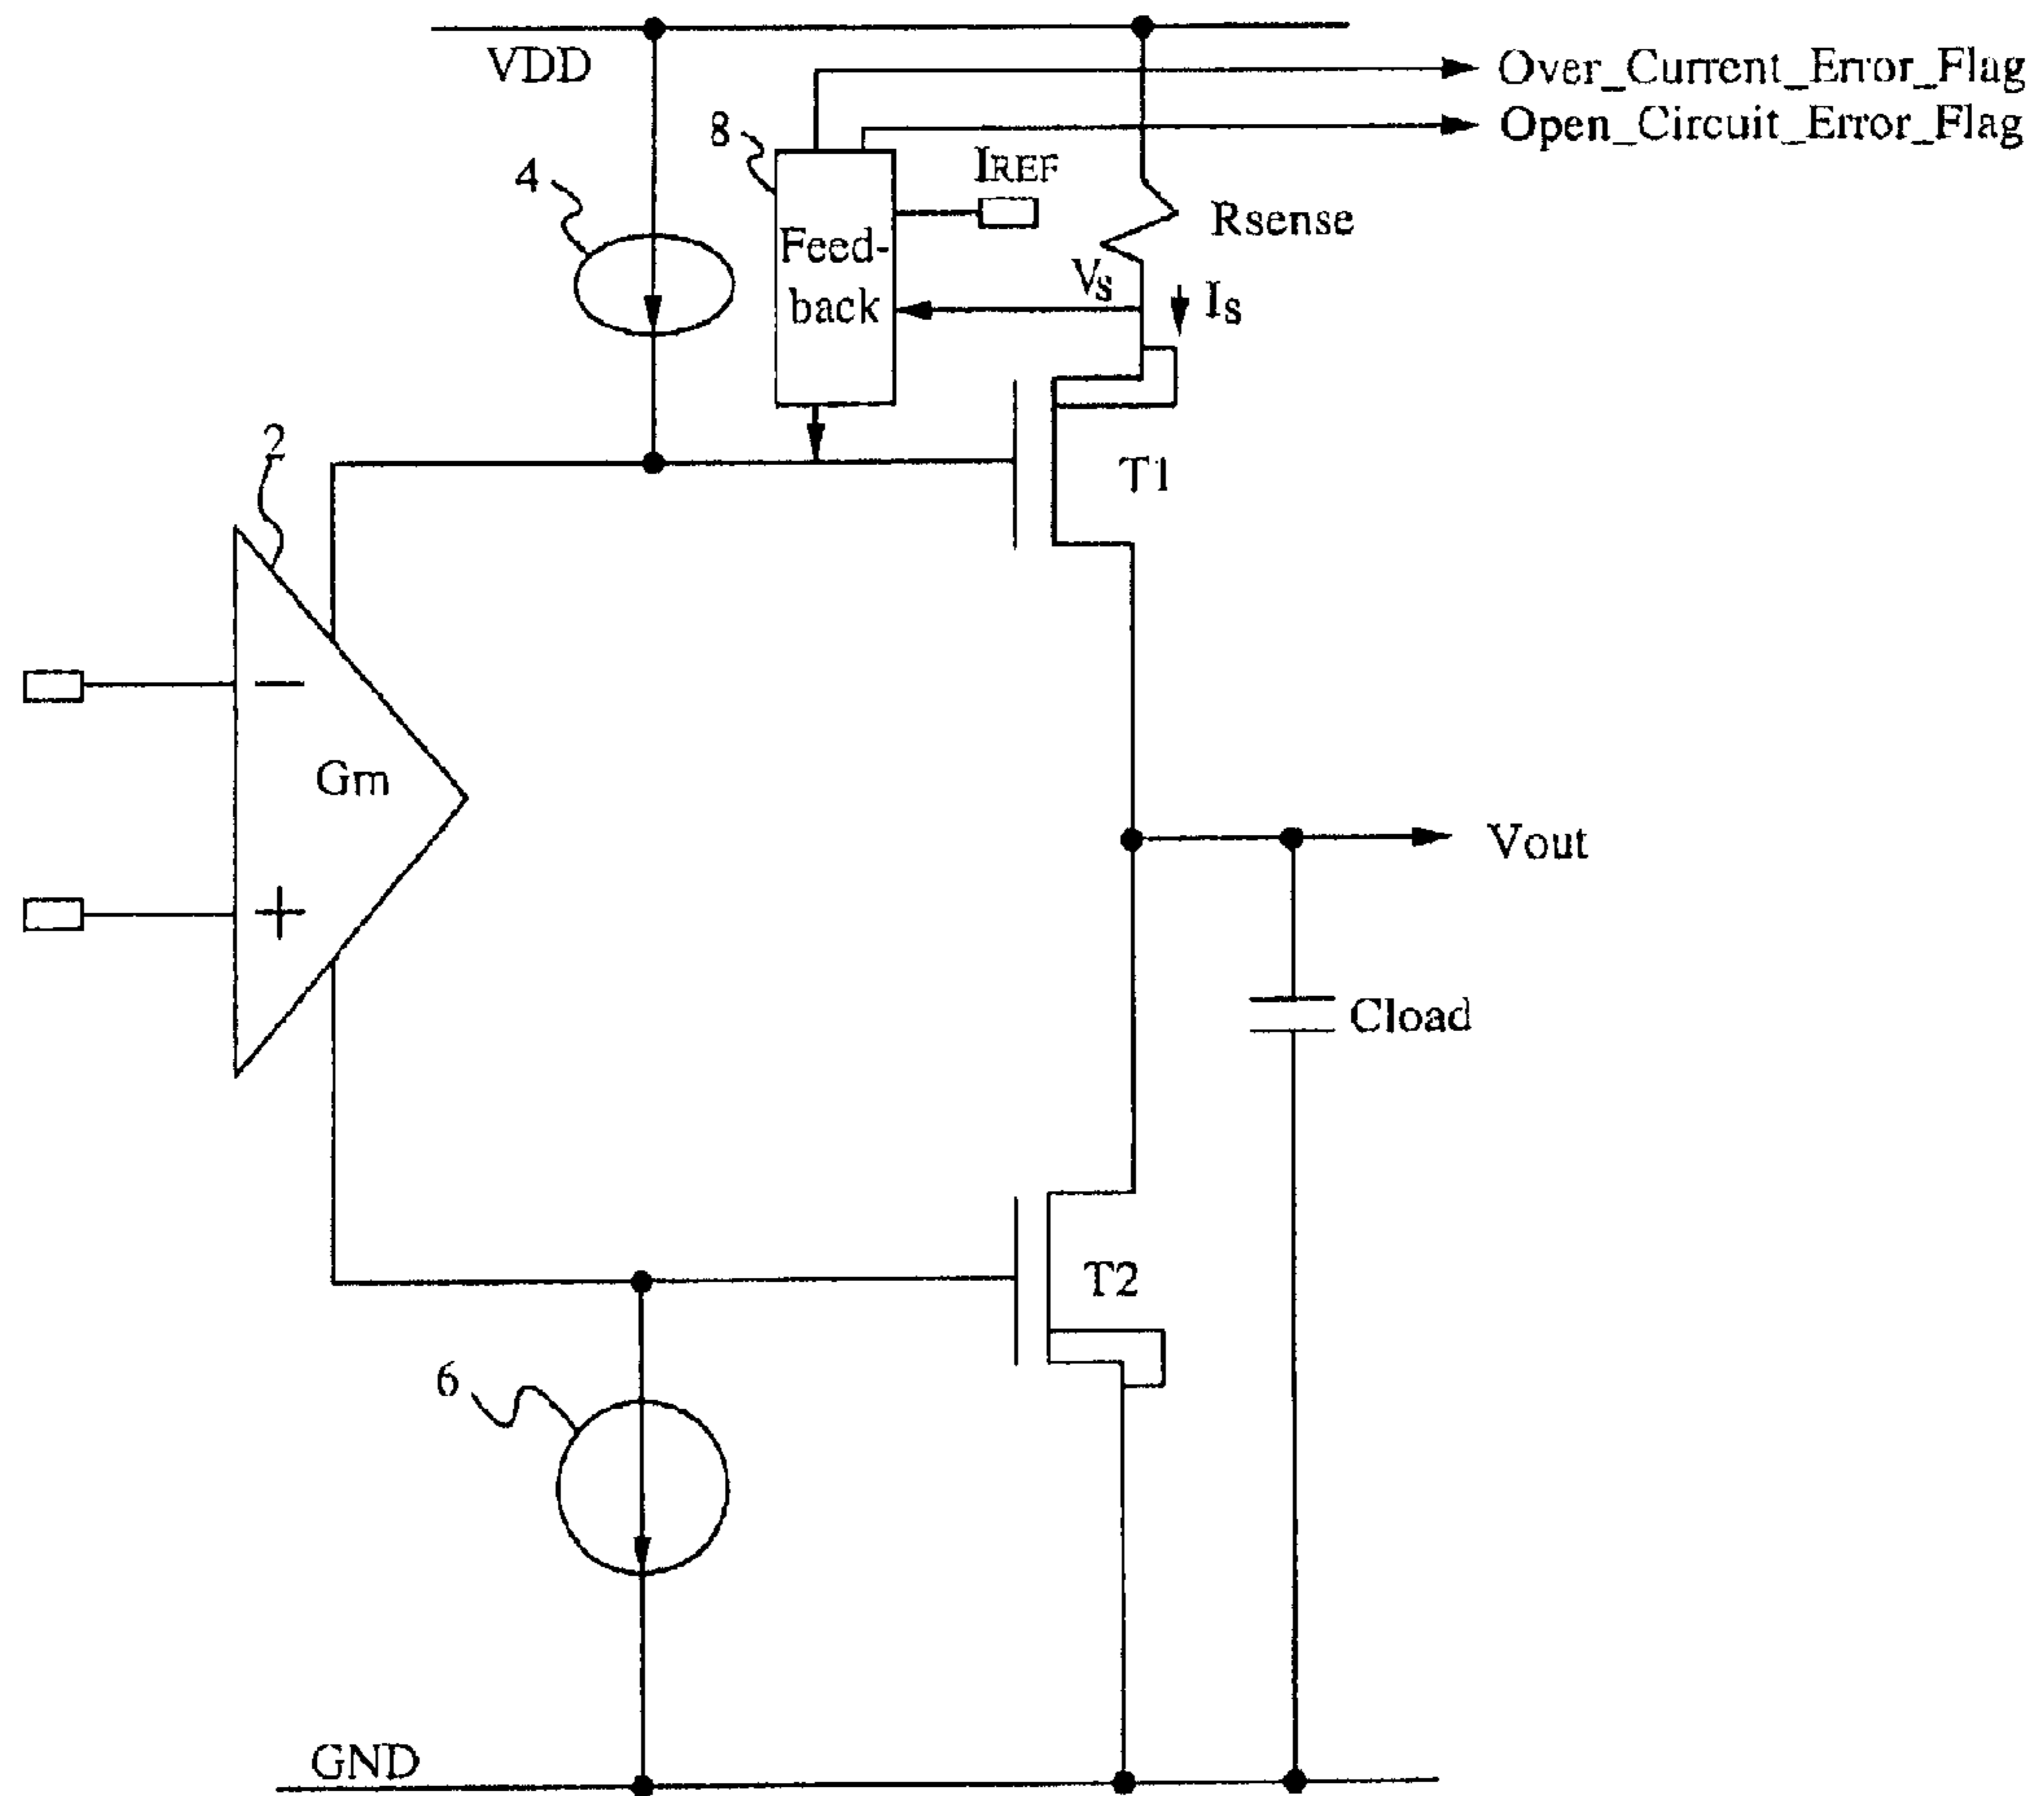 VDD
Over_Current_Error_Flag
Open_Circuit_Error_Flag
8
4
IREF
Rsense
Feed-
back
Vs
Is
2
T1
−
Gm
+
Vout
Cload
T2
6
GND